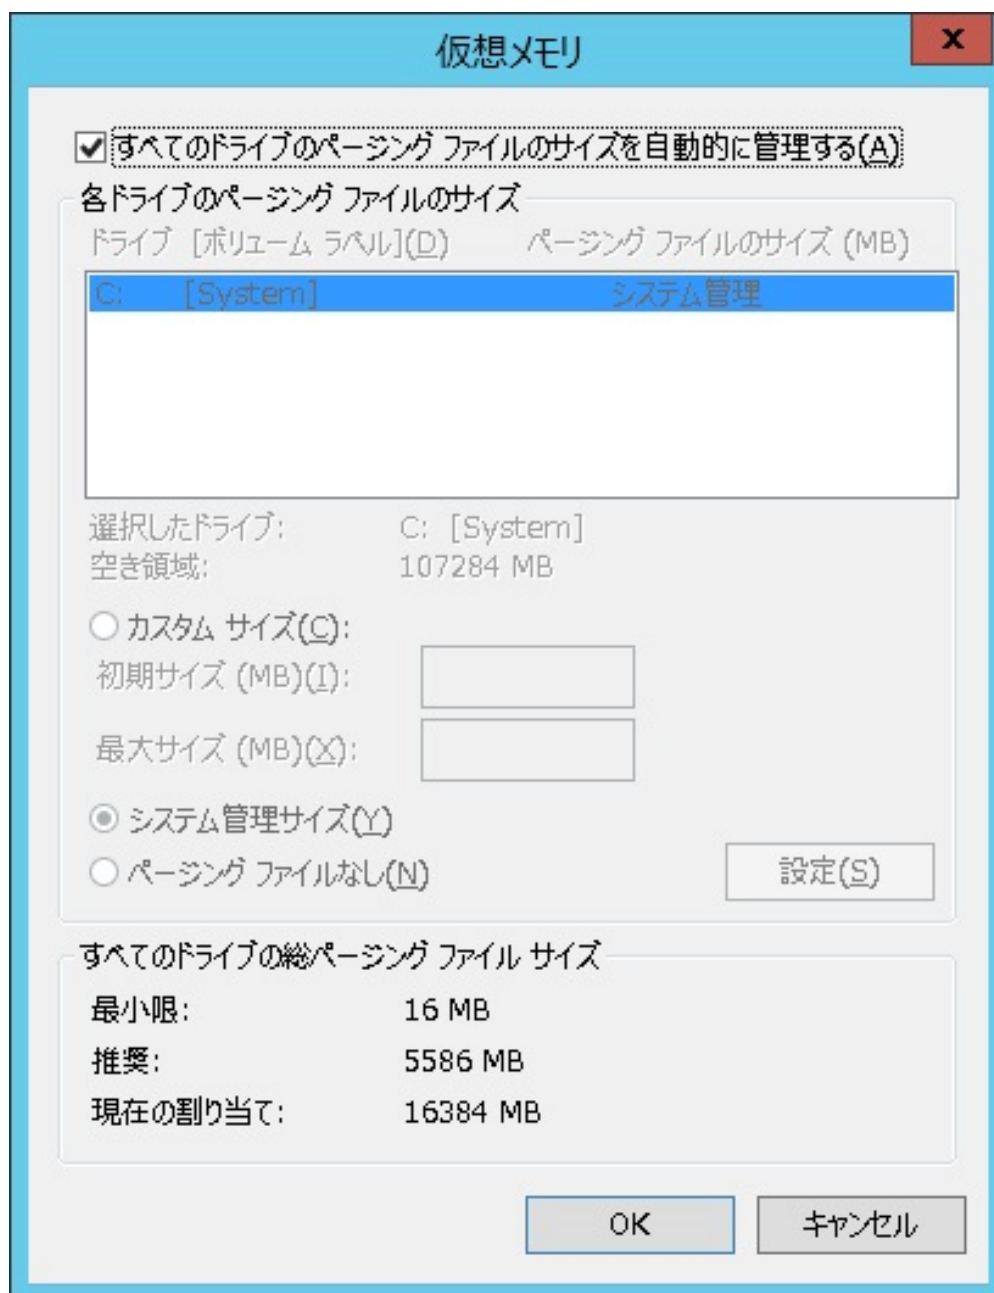 仮想メモリ
すべてのドライブのページング ファイルのサイズを自動的に管理する(A)
各ドライブのページング ファイルのサイズ
ドライブ [ボリューム ラベル](D) ページング ファイルのサイズ (MB)
C: [System] システム管理
選択したドライブ: C: [System]
空き領域: 107284 MB
カスタム サイズ(C):
初期サイズ (MB)(I):
最大サイズ (MB)(X):
システム管理サイズ(Y)
ページング ファイルなし(N) 設定(S)
すべてのドライブの総ページング ファイル サイズ
最小限: 16 MB
推奨: 5586 MB
現在の割り当て: 16384 MB
OK キャンセル